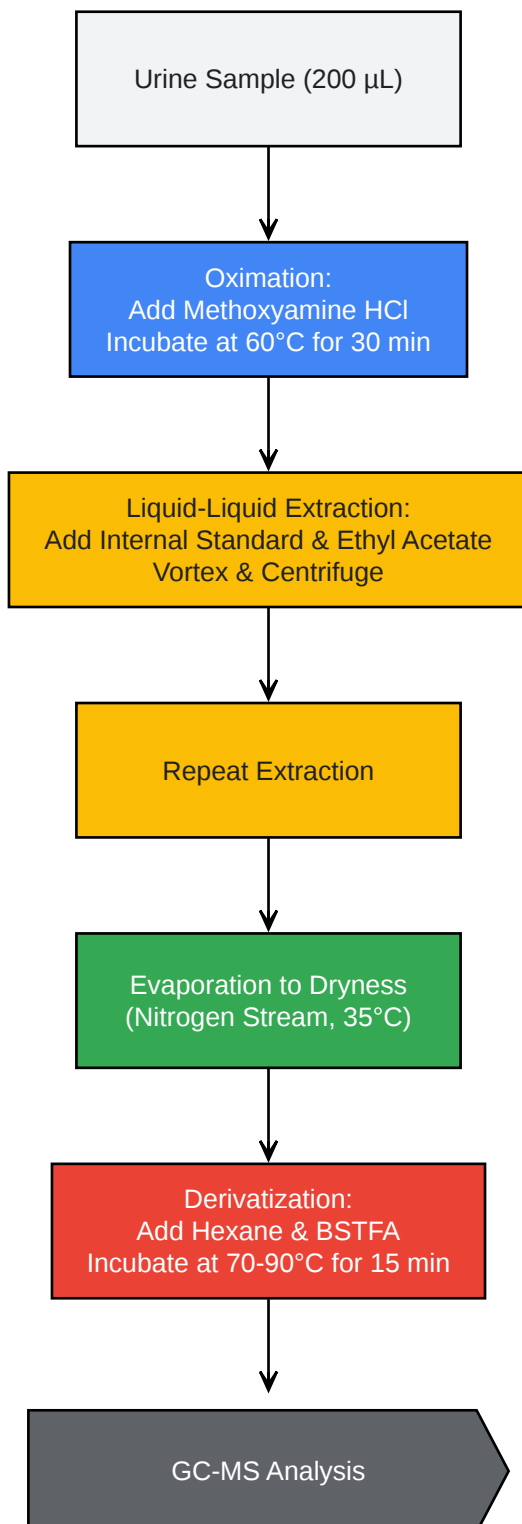 Urine Sample (200 µL)
Oximation:
Add Methoxyamine HCl
Incubate at 60°C for 30 min
Liquid-Liquid Extraction:
Add Internal Standard & Ethyl Acetate
Vortex & Centrifuge
Repeat Extraction
Evaporation to Dryness
(Nitrogen Stream, 35°C)
Derivatization:
Add Hexane & BSTFA
Incubate at 70-90°C for 15 min
GC-MS Analysis